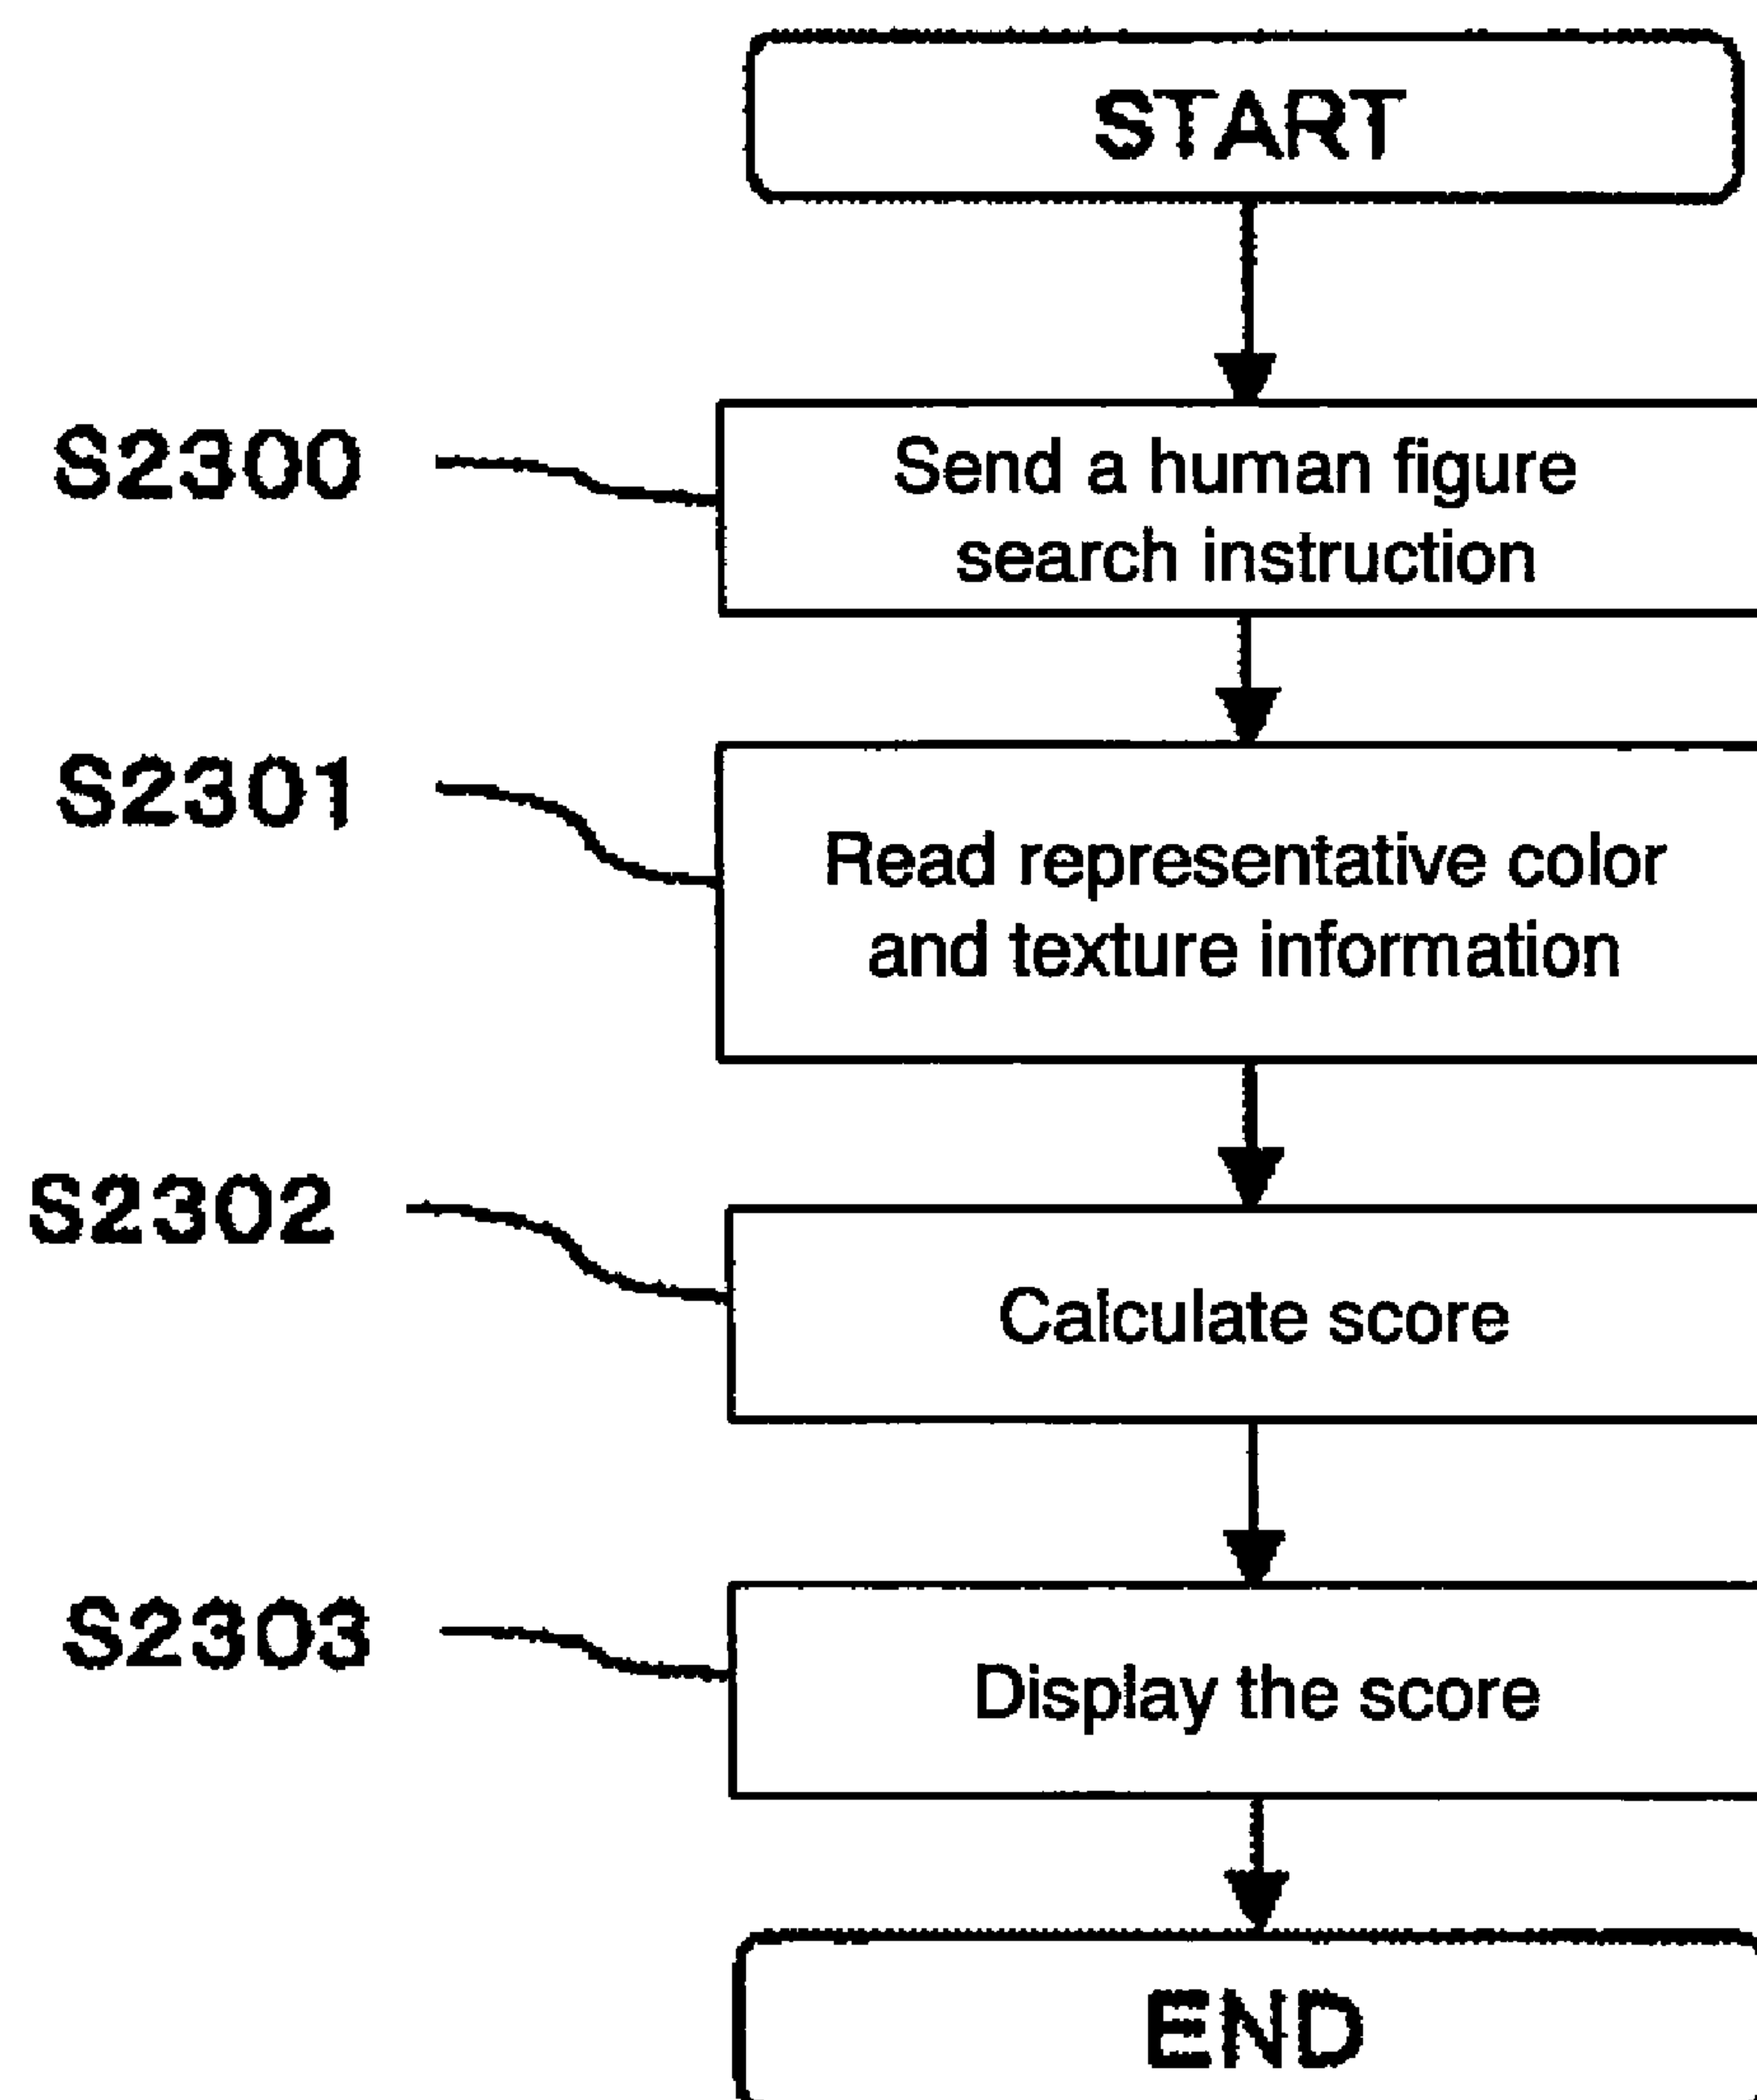 START
S2300
Send a human figure
search instruction
S2301
Read representative color
and texture information
S2302
Calculate score
S2303
Display the score
END